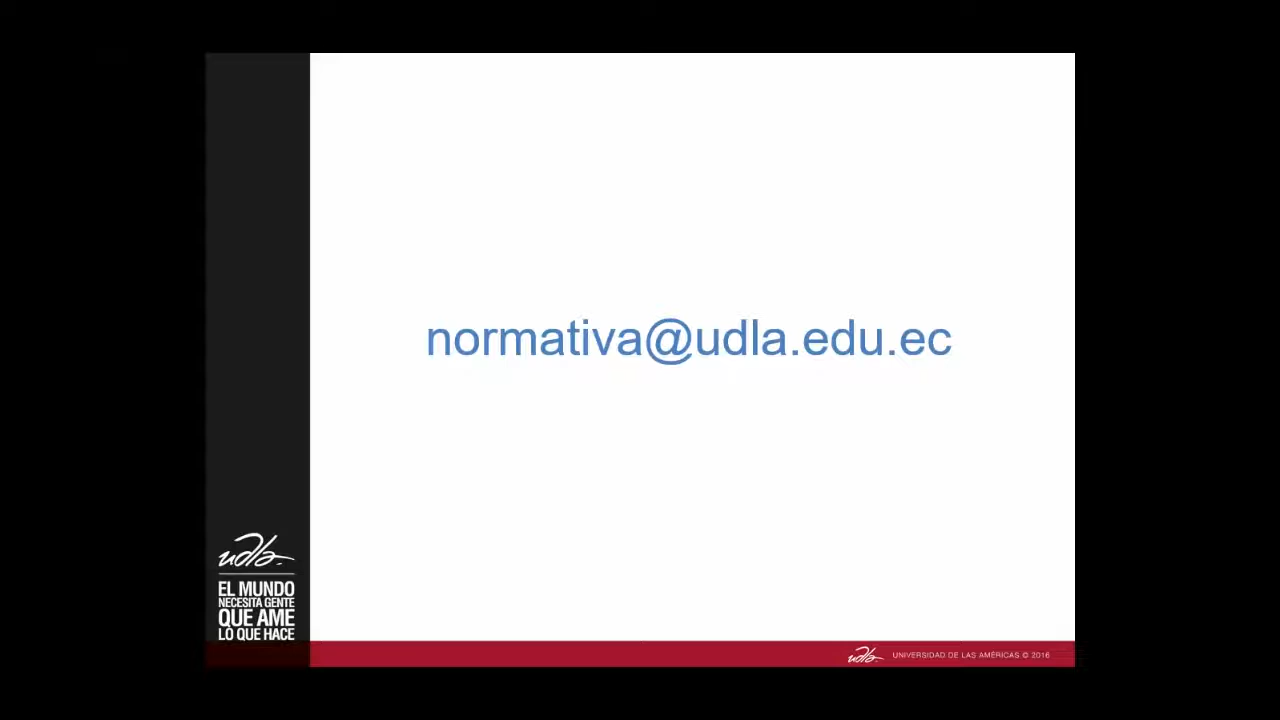 normativa@udla.edu.ec
udla.
EL MUNDO
NECESITA GENTE
QUE AME
LO QUE HACE
udla. UNIVERSIDAD DE LAS AMÉRICAS © 2016